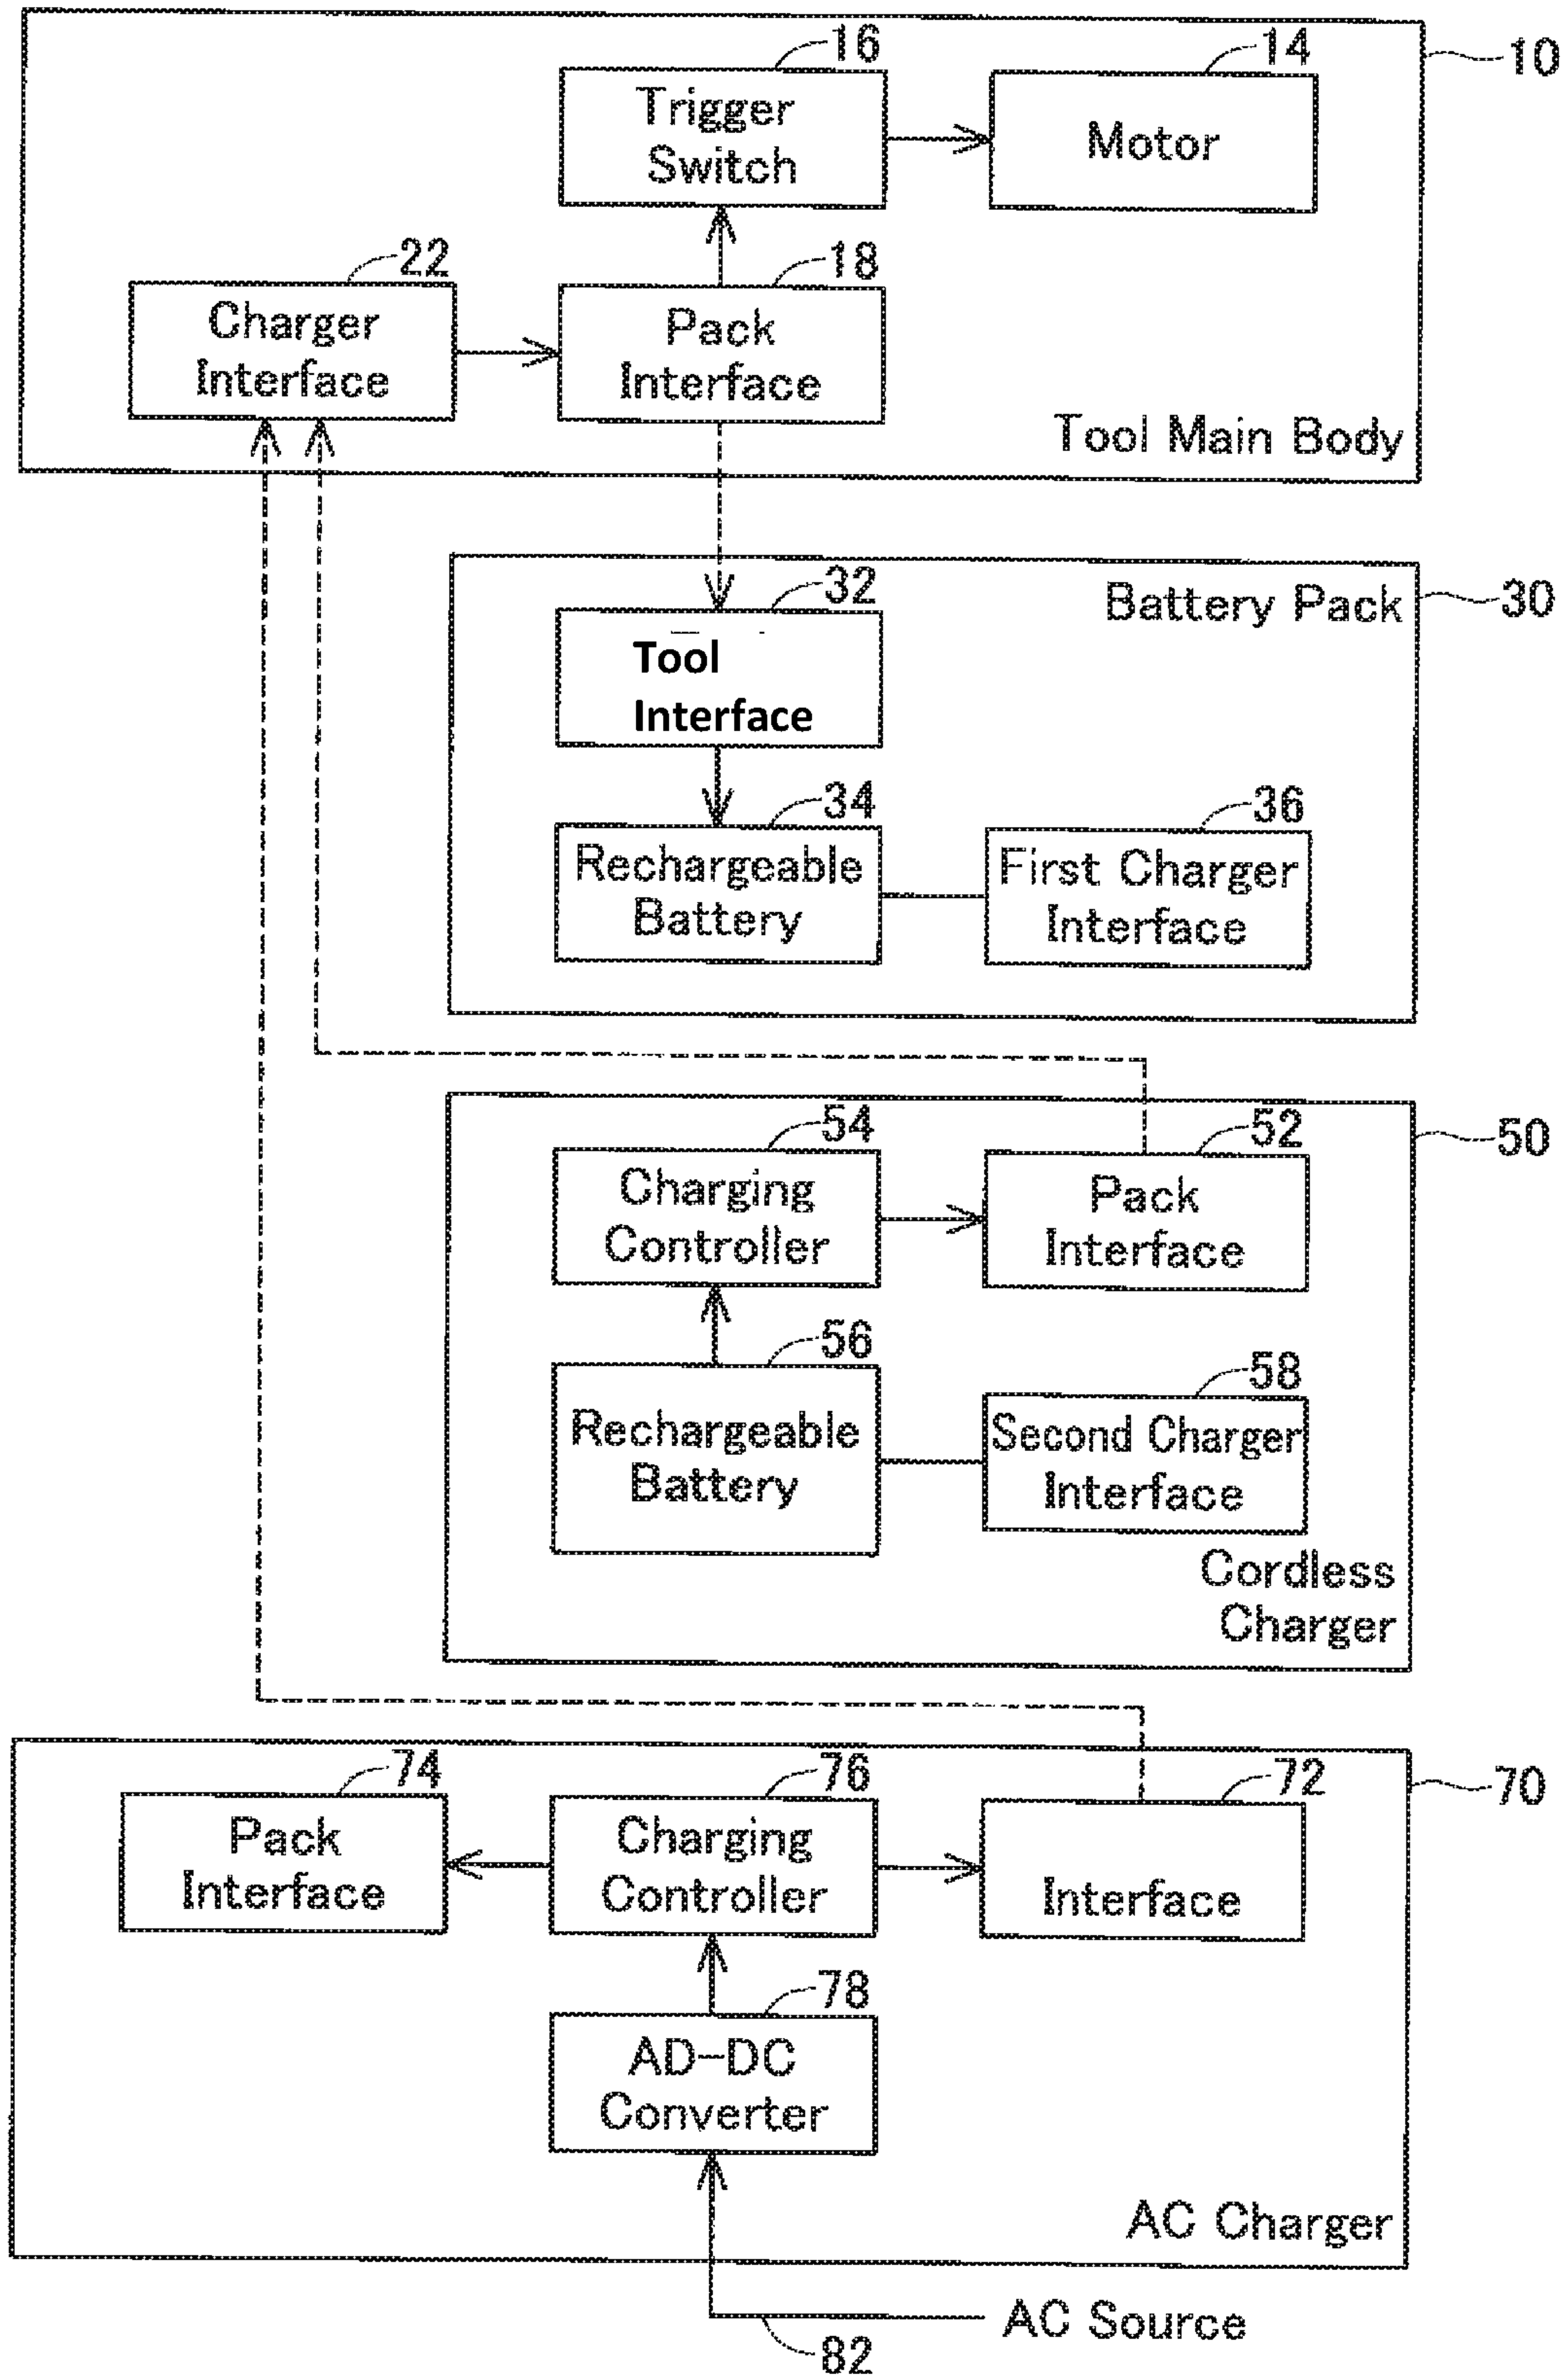 16
14
10
Trigger
Switch
Motor
22
18
Charger
Interface
Pack
Interface
Tool Main Body
32
Battery Pack
30
Tool
Interface
34
36
Rechargeable
Battery
First Charger
Interface
54
52
50
Charging
Controller
Pack
Interface
56
58
Rechargeable
Battery
Second Charger
Interface
Cordless
Charger
74
76
72
70
Pack
Interface
Charging
Controller
Interface
78
AD-DC
Converter
AC Charger
AC Source
82